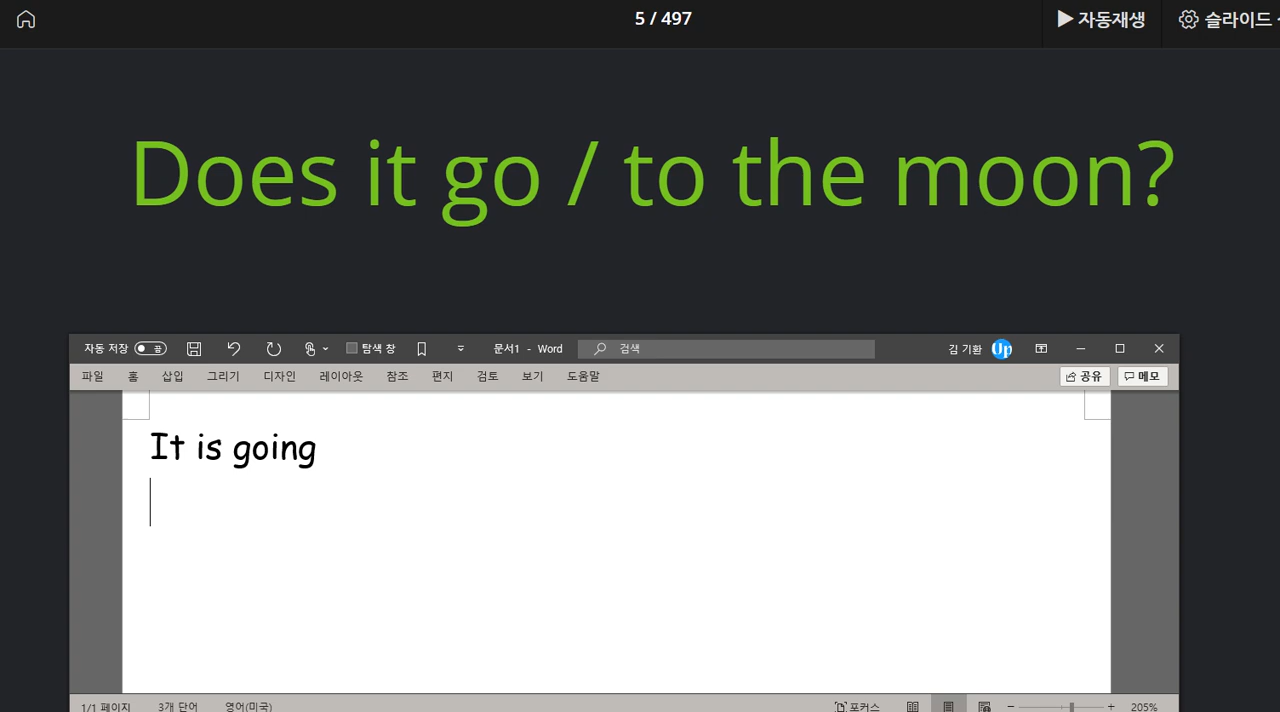 5 / 497
▶ 자동재생
슬라이드
Does it go / to the moon?
자동 저장 끔
탐색 창
문서1 - Word
검색
김 기환
Up
파일 홈 삽입 그리기 디자인 레이아웃 참조 편지 검토 보기 도움말
공유 메모
It is going
1/1 페이지 3개 단어 영어(미국)
포커스
205%